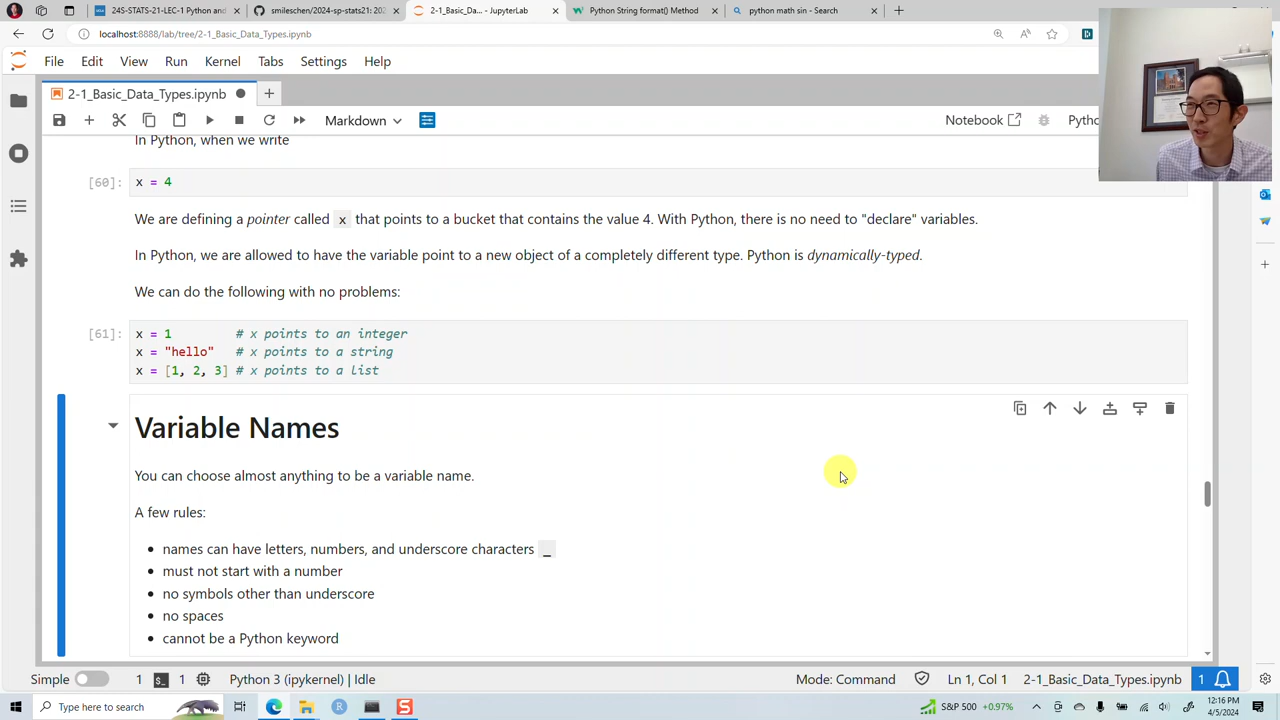 24S-STATS-21-LEC-1 Python and
smileschen/2024-sp-stats21: 202
2-1_Basic_Da... - JupyterLab
Python String format() Method
python math sin - Search
localhost:8888/lab/tree/2-1_Basic_Data_Types.ipynb
File Edit View Run Kernel Tabs Settings Help
2-1_Basic_Data_Types.ipynb
Markdown
Notebook
In Python, when we write
[60]: x = 4
We are defining a pointer called x that points to a bucket that contains the value 4. With Python, there is no need to "declare" variables.
In Python, we are allowed to have the variable point to a new object of a completely different type. Python is dynamically-typed.
We can do the following with no problems:
[61]: x = 1 # x points to an integer
x = "hello" # x points to a string
x = [1, 2, 3] # x points to a list
Variable Names
You can choose almost anything to be a variable name.
A few rules:
• names can have letters, numbers, and underscore characters _
• must not start with a number
• no symbols other than underscore
• no spaces
• cannot be a Python keyword
Simple 1 $_ 1 Python 3 (ipykernel) | Idle Mode: Command Ln 1, Col 1 2-1_Basic_Data_Types.ipynb 1
Type here to search
S&P 500 +0.97%
12:16 PM
4/5/2024